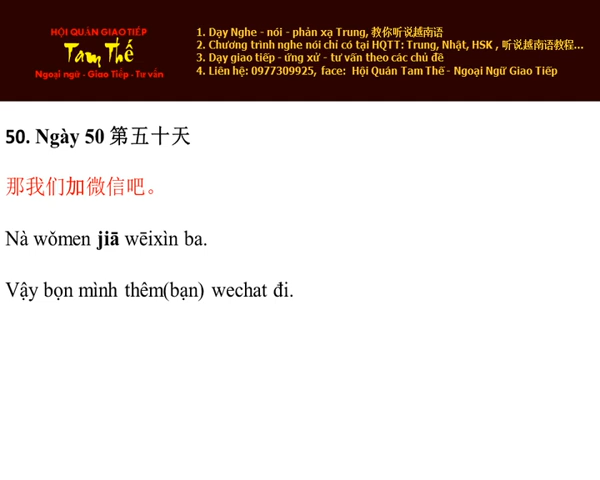 HỘI QUÁN GIAO TIẾP
Tam Thế
Ngoại ngữ - Giao Tiếp - Tư vấn
1. Dạy Nghe - nói - phản xạ Trung, 教你听说越南语
2. Chương trình nghe nói chỉ có tại HQTT: Trung, Nhật, HSK , 听说越南语教程...
3. Dạy giao tiếp - ứng xử - tư vấn theo các chủ đề
4. Liên hệ: 0977309925, face: Hội Quán Tam Thế - Ngoại Ngữ Giao Tiếp
50. Ngày 50 第五十天
那我们加微信吧。
Nà wǒmen jiā wēixìn ba.
Vậy bọn mình thêm(bạn) wechat đi.